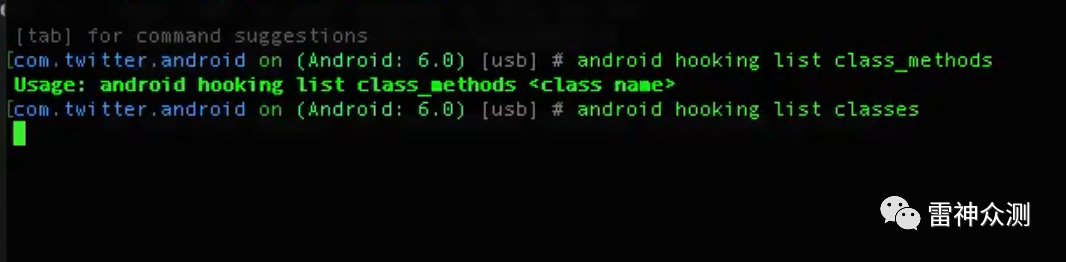 [tab] for command suggestions
[com.twitter.android on (Android: 6.0) [usb] # android hooking list class_methods
Usage: android hooking list class_methods <class name>
[com.twitter.android on (Android: 6.0) [usb] # android hooking list classes
雷神众测